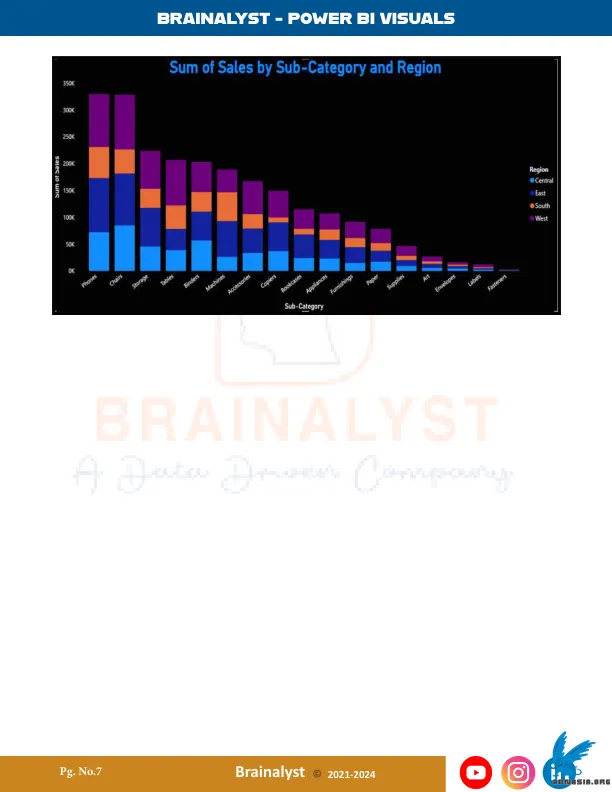 BRAINALYST - POWER BI VISUALS
Sum of Sales by Sub-Category and Region
350K
300K
250K
200K
150K
100K
50K
0K
Sum of Sales
Region
Central
East
South
West
Phones
Chairs
Storage
Tables
Binders
Machines
Accessories
Copiers
Bookcases
Appliances
Furnishings
Paper
Supplies
Art
Envelopes
Labels
Fasteners
Sub-Category
BRAINALYST
A Data Driven Company
Pg. No.7
Brainalyst © 2021-2024
in